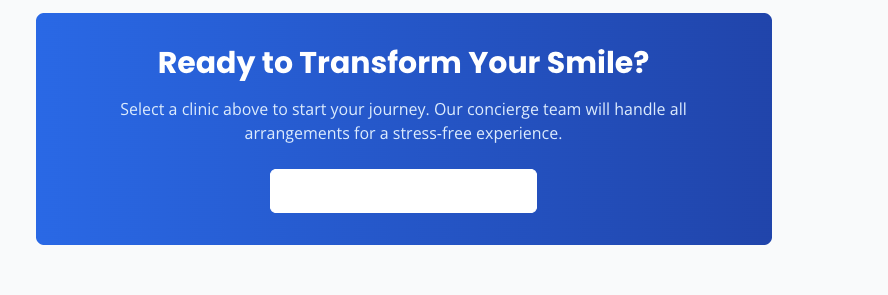 Ready to Transform Your Smile?
Select a clinic above to start your journey. Our concierge team will handle all
arrangements for a stress-free experience.